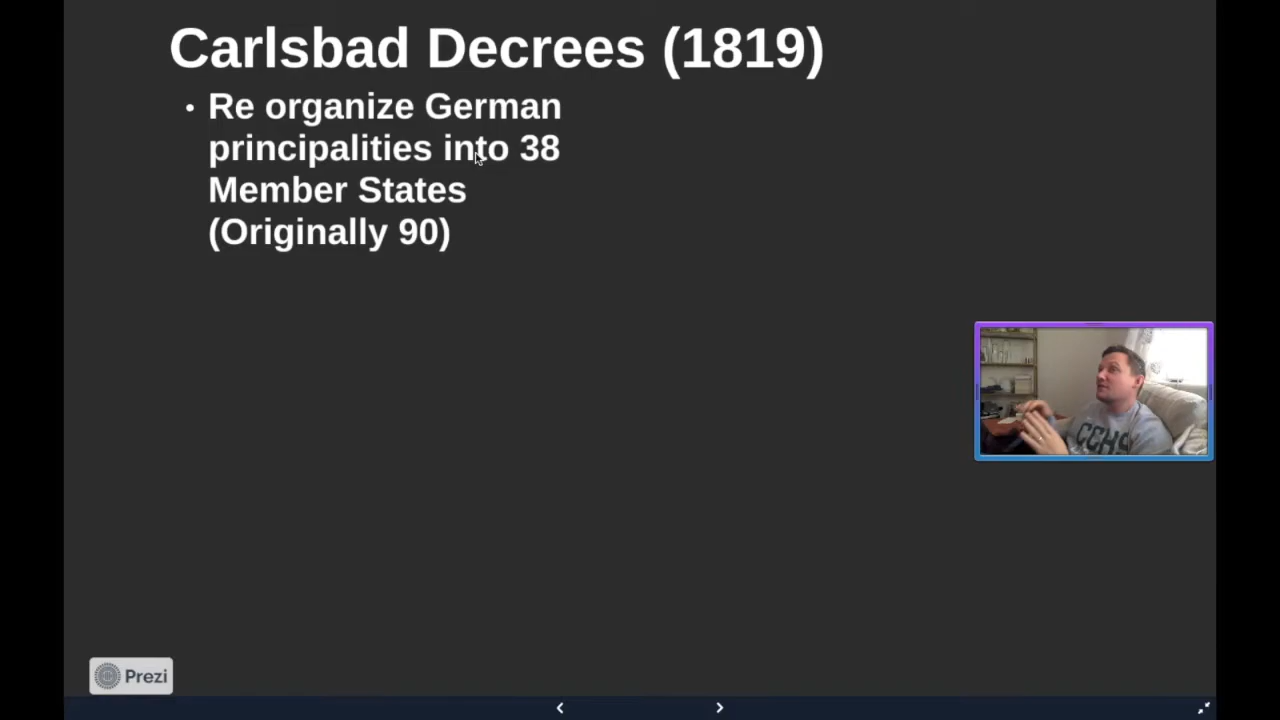 Carlsbad Decrees (1819)
• Re organize German
principalities into 38
Member States
(Originally 90)
CCHS
Prezi